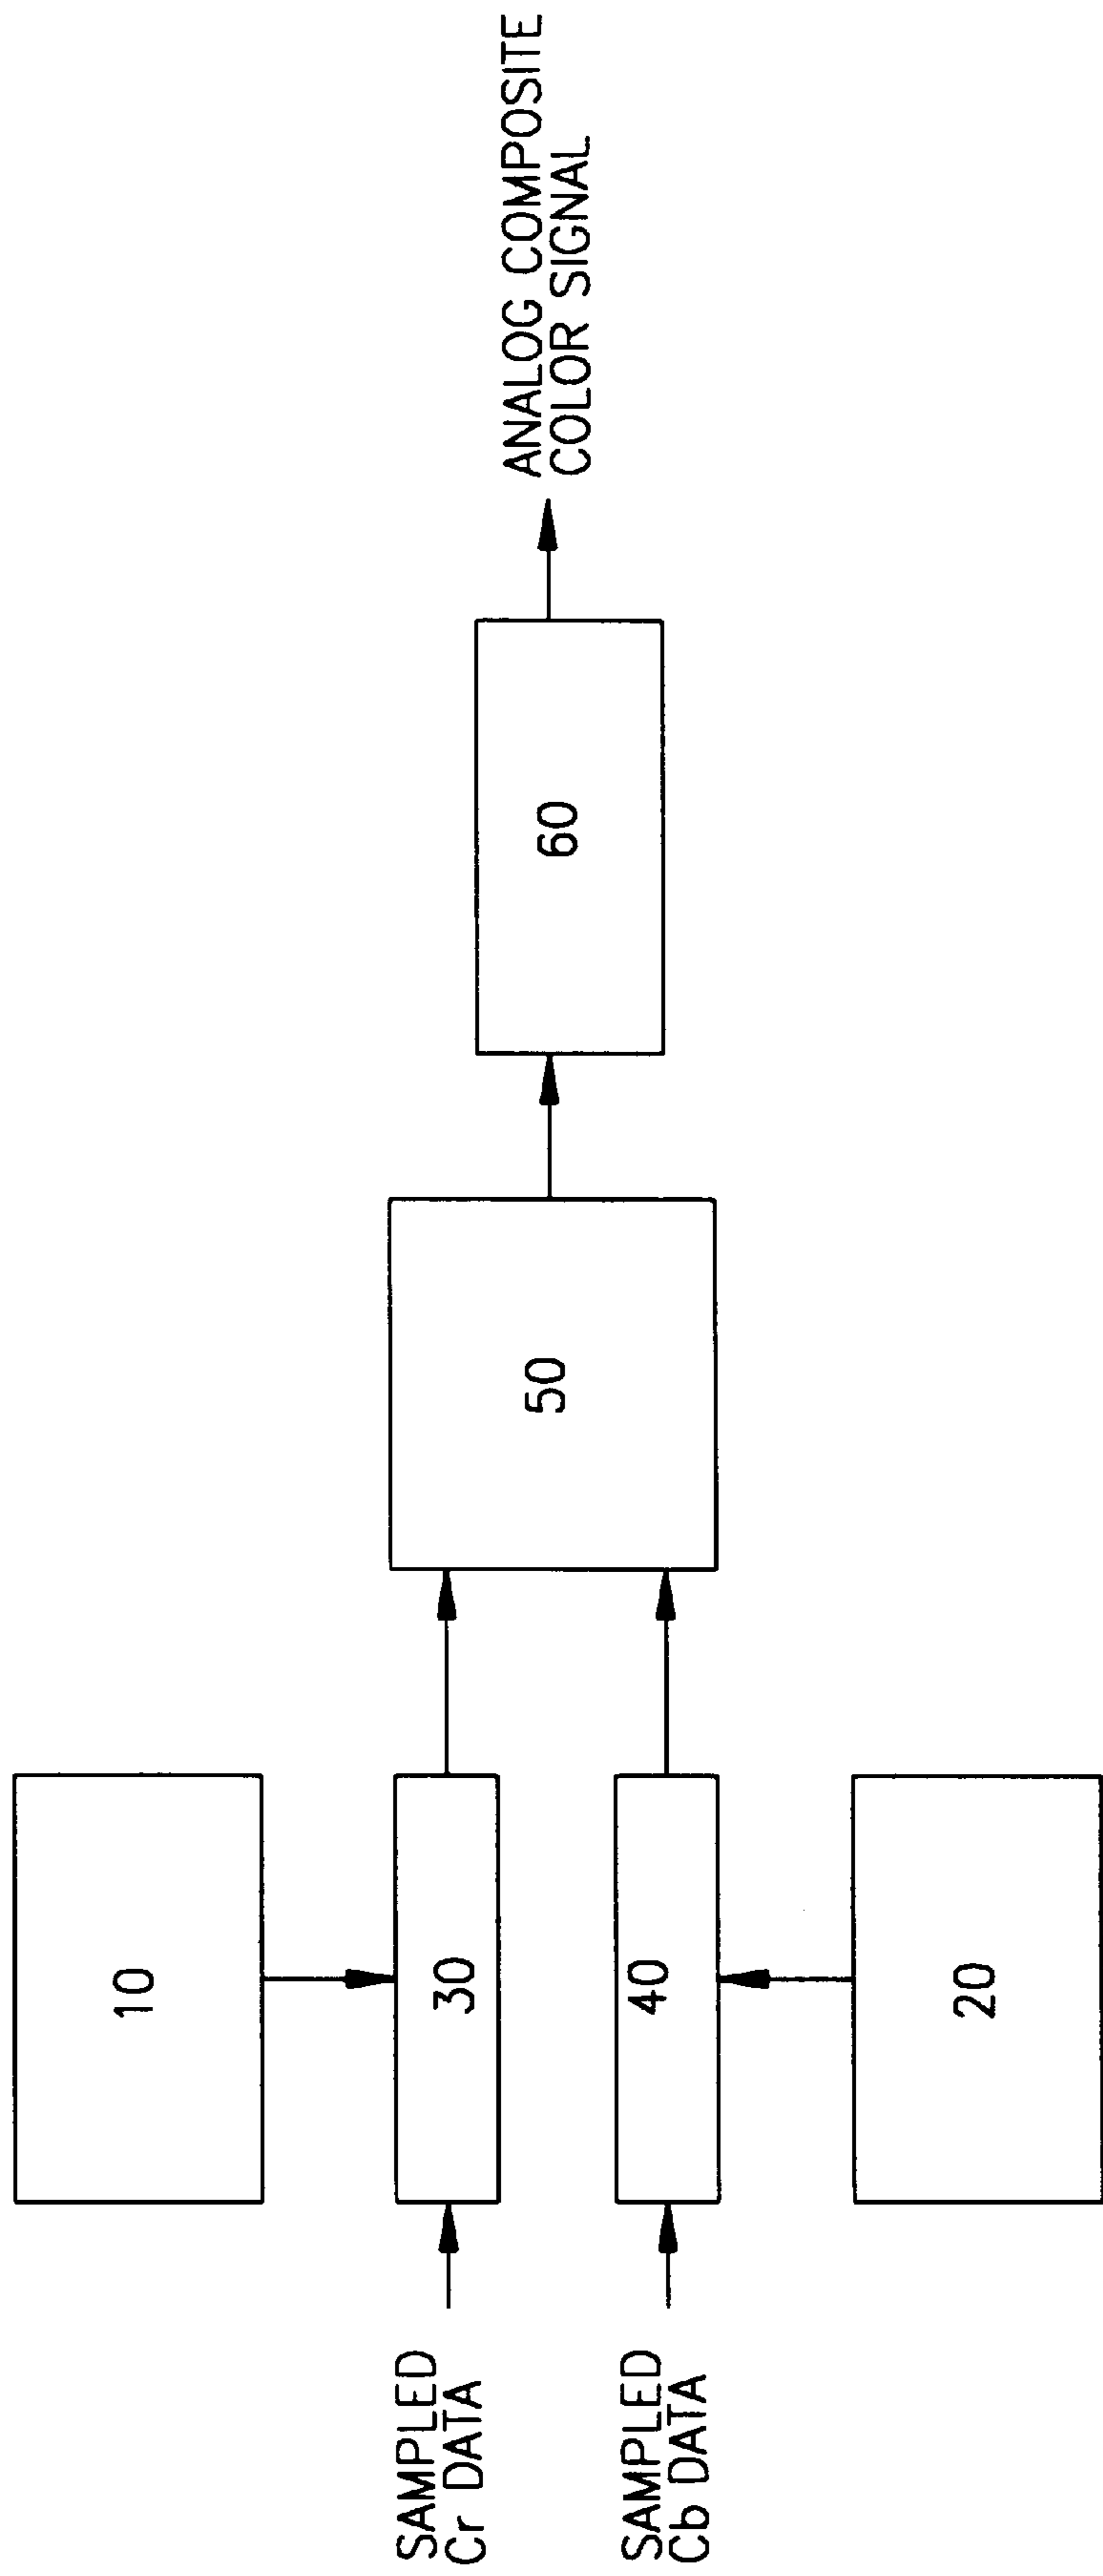 10
SAMPLED
Cr DATA
30
SAMPLED
Cb DATA
40
20
50
60
ANALOG COMPOSITE
COLOR SIGNAL